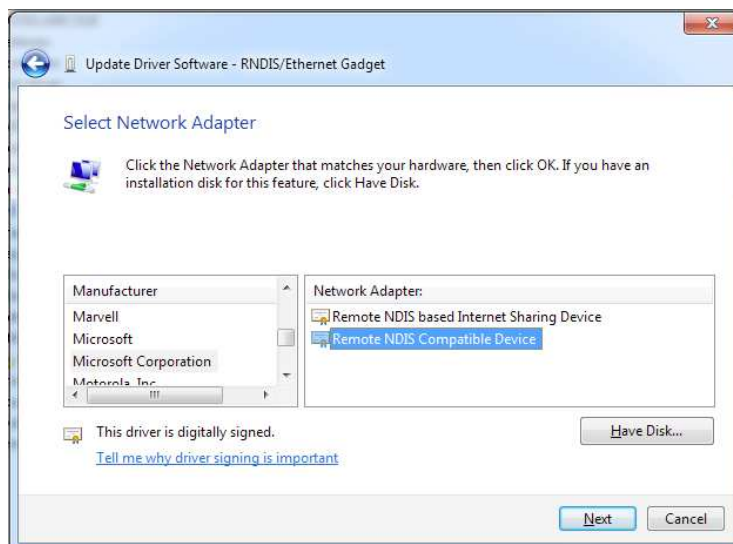 Update Driver Software - RNDIS/Ethernet Gadget
Select Network Adapter
Click the Network Adapter that matches your hardware, then click OK. If you have an
installation disk for this feature, click Have Disk.
Manufacturer
Marvell
Microsoft
Microsoft Corporation
Motorola, Inc.
Network Adapter:
Remote NDIS based Internet Sharing Device
Remote NDIS Compatible Device
This driver is digitally signed.
Tell me why driver signing is important
Have Disk...
Next
Cancel